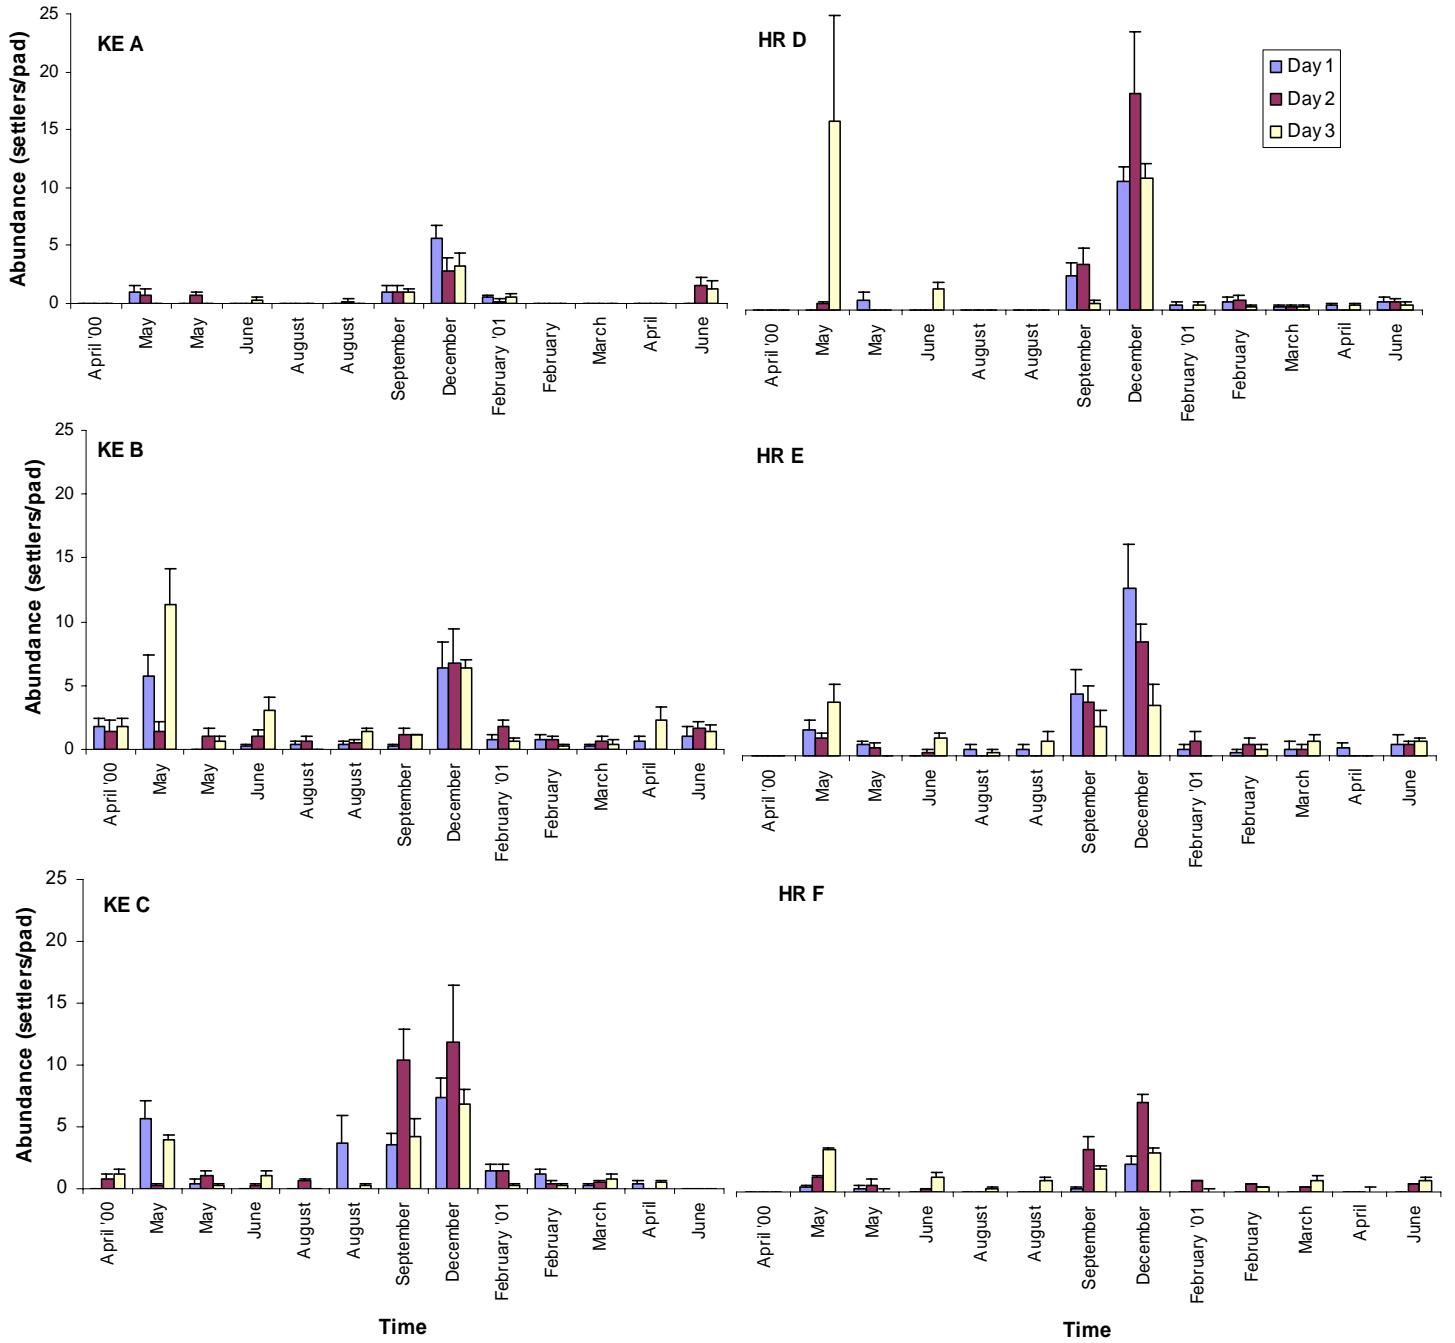 KE A
Abundance (settlers/pad)
25
20
15
10
5
0
April '00
May
May
June
August
August
September
December
February '01
February
March
April
June
HR D
Day 1
Day 2
Day 3
April '00
May
May
June
August
August
September
December
February '01
February
March
April
June
KE B
Abundance (settlers/pad)
25
20
15
10
5
0
April '00
May
May
June
August
August
September
December
February '01
February
March
April
June
HR E
April '00
May
May
June
August
August
September
December
February '01
February
March
April
June
KE C
Abundance (settlers/pad)
25
20
15
10
5
0
April '00
May
May
June
August
August
September
December
February '01
February
March
April
June
Time
HR F
April '00
May
May
June
August
August
September
December
February '01
February
March
April
June
Time